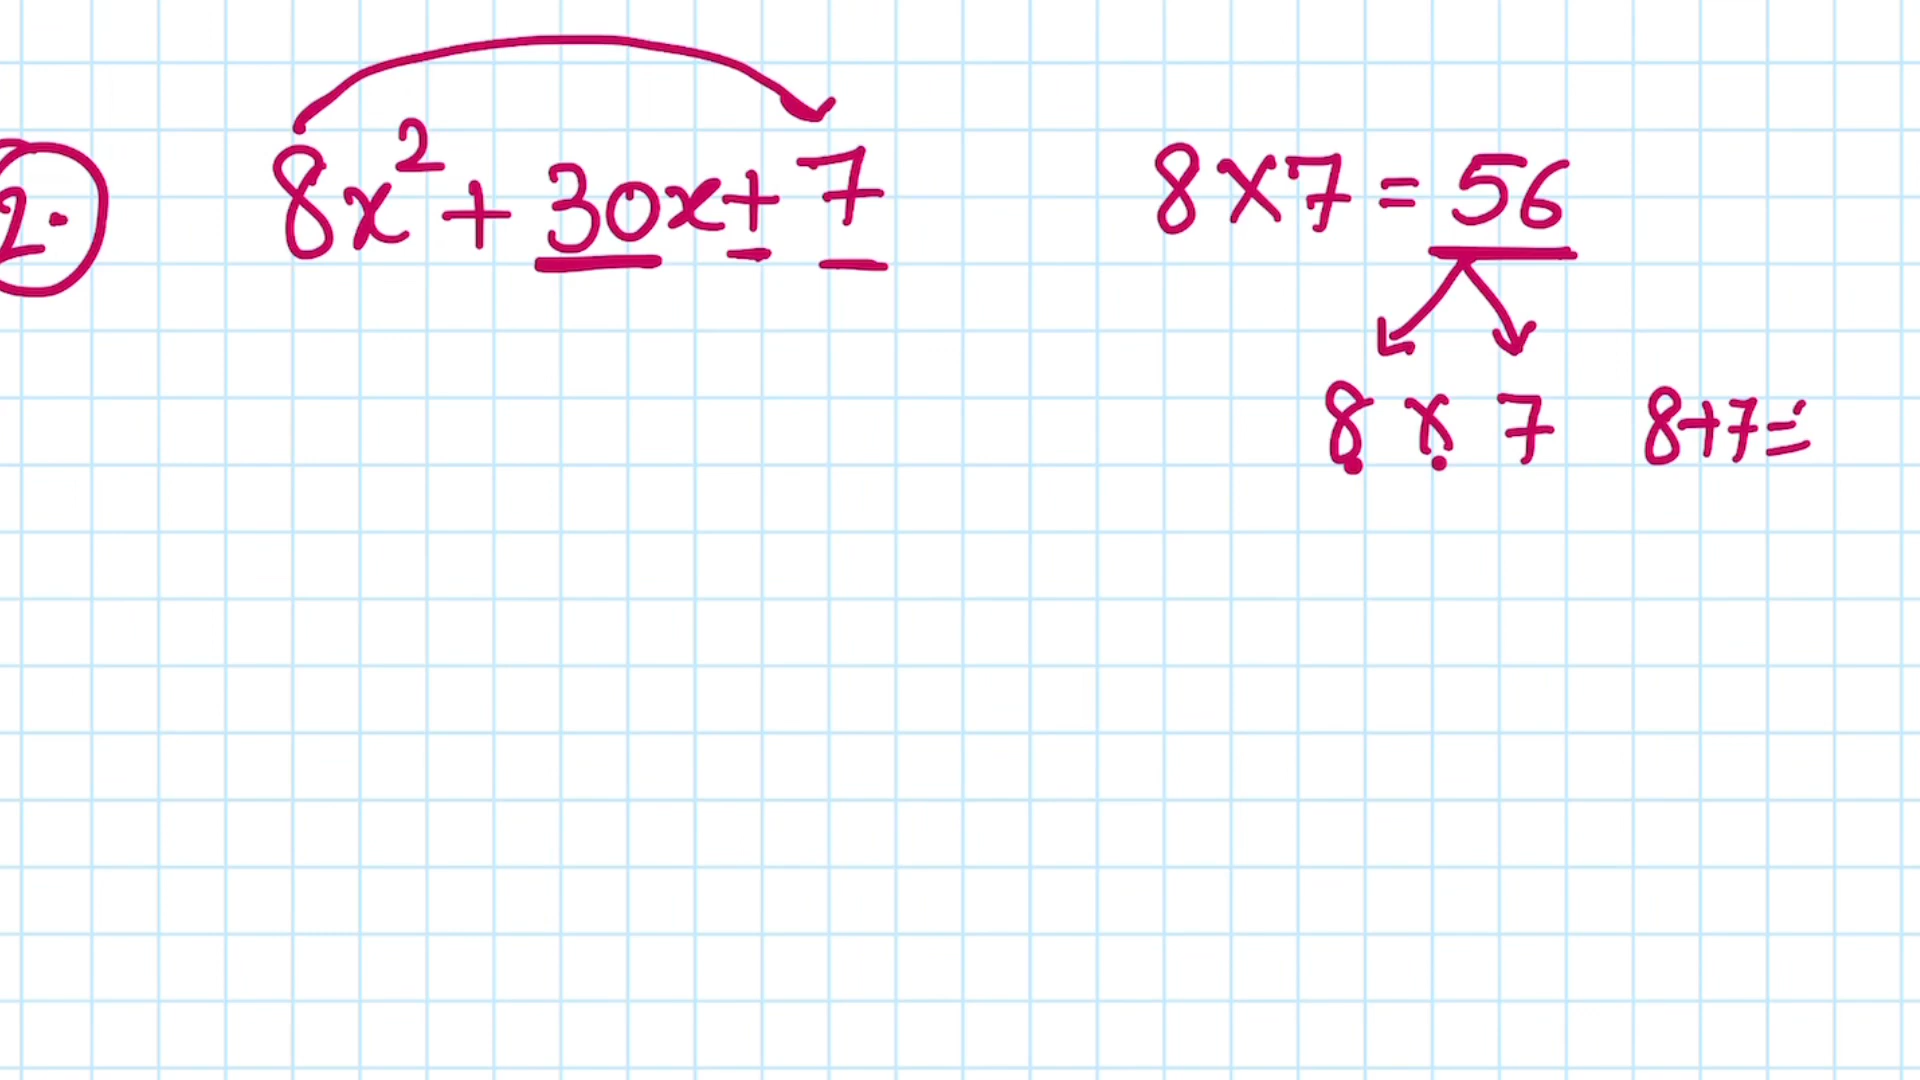 2. 8x² + 30x + 7 8 × 7 = 56
8 × 7 8+7=